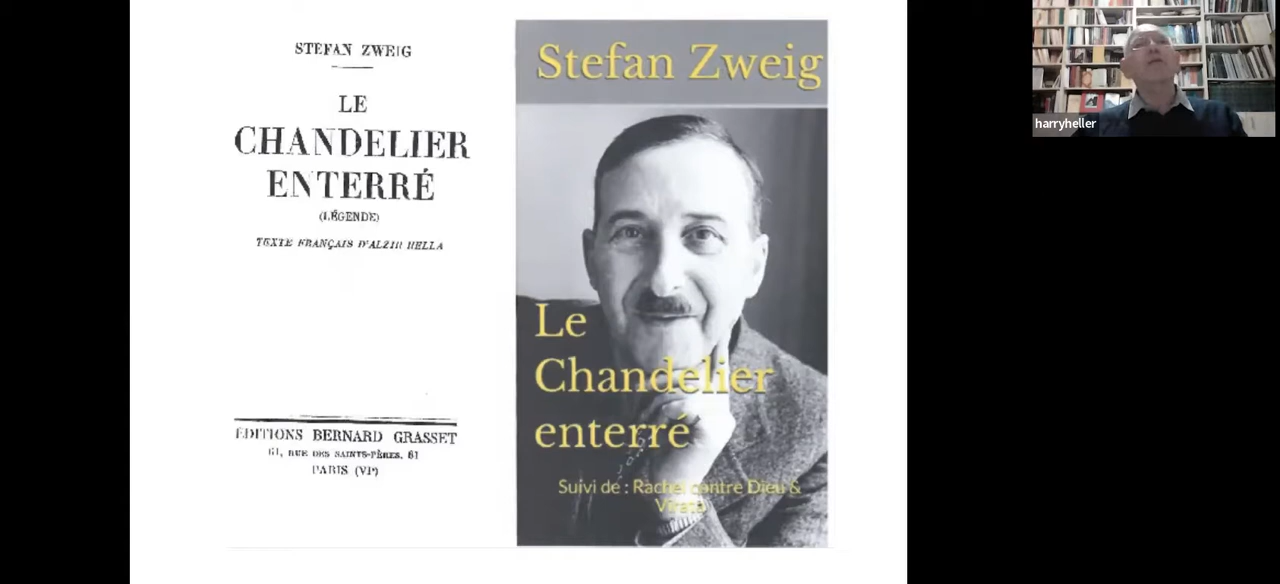 STEFAN ZWEIG
LE
CHANDELIER
ENTERRÉ
(LÉGENDE)
TEXTE FRANÇAIS D'ALZIR HELLA
ÉDITIONS BERNARD GRASSET
61, RUE DES SAINTS-PÈRES, 61
PARIS (VIᵉ)
Stefan Zweig
Le
Chandelier
enterré
Suivi de : Rachel contre Dieu &
Virata
harryheller